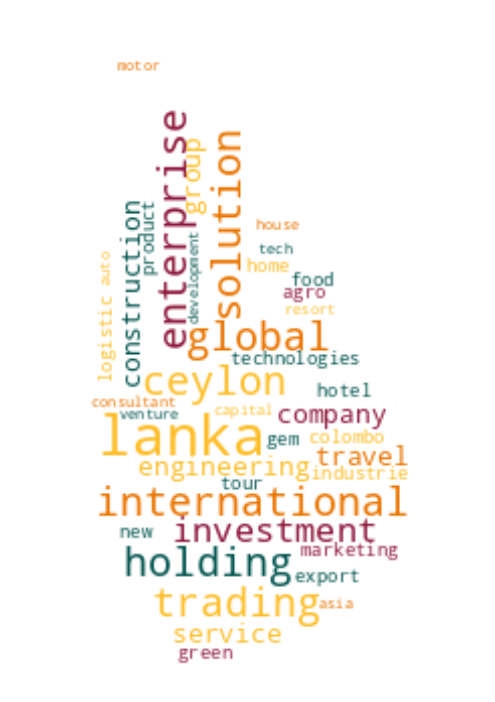 motor
enterprise
group
solution
construction
product
development
house
tech
home
food
agro
resort
auto
logistic
global
technologies
ceylon
hotel
consultant
venture
capital
company
lanka
gem
colombo
travel
engineering
industrie
tour
international
new
investment
marketing
holding
export
trading
asia
service
green